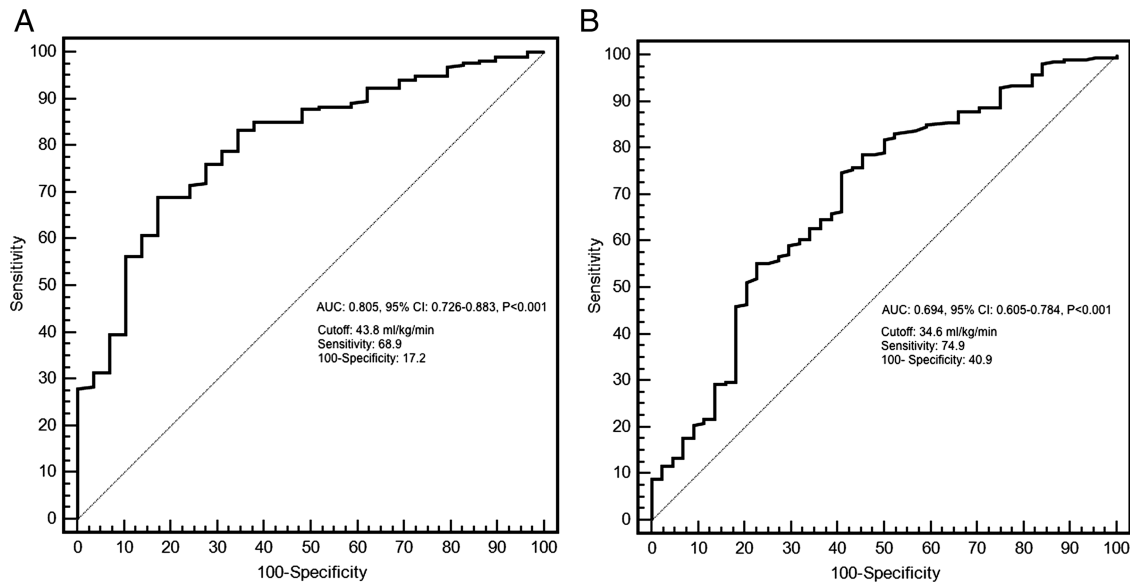 A
100
90
80
70
60
50
40
30
20
10
0
Sensitivity
AUC: 0.805, 95% CI: 0.726-0.883, P<0.001
Cutoff: 43.8 ml/kg/min
Sensitivity: 68.9
100-Specificity: 17.2
0 10 20 30 40 50 60 70 80 90 100
100-Specificity
B
100
90
80
70
60
50
40
30
20
10
0
Sensitivity
AUC: 0.694, 95% CI: 0.605-0.784, P<0.001
Cutoff: 34.6 ml/kg/min
Sensitivity: 74.9
100- Specificity: 40.9
0 10 20 30 40 50 60 70 80 90 100
100-Specificity